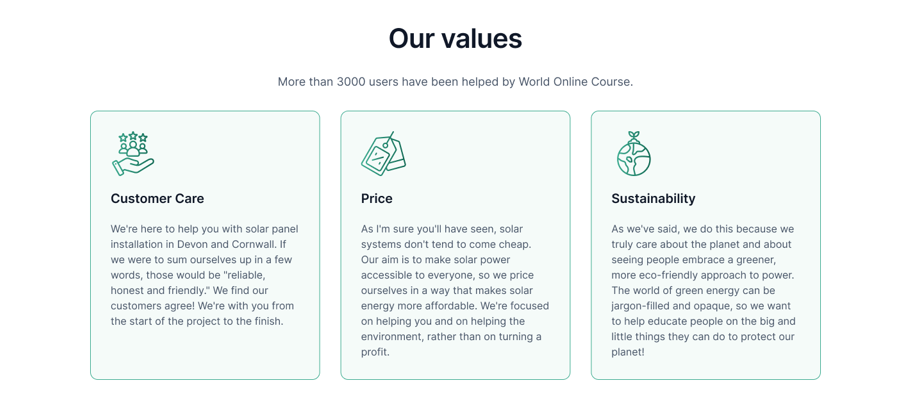 Our values
More than 3000 users have been helped by World Online Course.
Customer Care
We're here to help you with solar panel
installation in Devon and Cornwall. If
we were to sum ourselves up in a few
words, those would be "reliable,
honest and friendly." We find our
customers agree! We're with you from
the start of the project to the finish.
Price
As I'm sure you'll have seen, solar
systems don't tend to come cheap.
Our aim is to make solar power
accessible to everyone, so we price
ourselves in a way that makes solar
energy more affordable. We're focused
on helping you and on helping the
environment, rather than on turning a
profit.
Sustainability
As we've said, we do this because we
truly care about the planet and about
seeing people embrace a greener,
more eco-friendly approach to power.
The world of green energy can be
jargon-filled and opaque, so we want
to help educate people on the big and
little things they can do to protect our
planet!